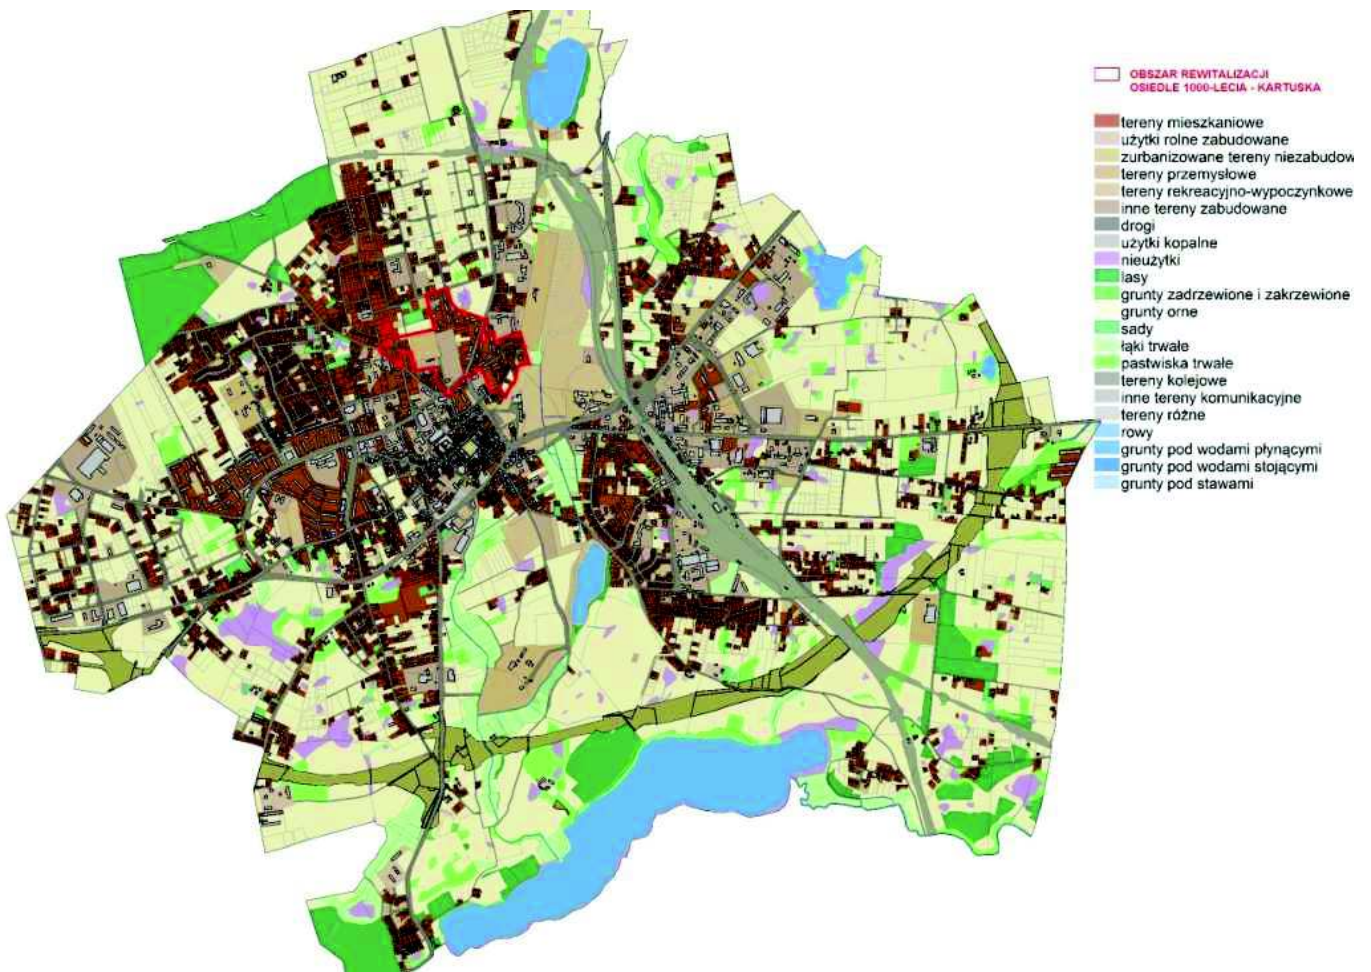 OBSZAR REWITALIZACJI
OSIEDLE 1000-LECIA - KARTUSKA
tereny mieszkaniowe
użytki rolne zabudowane
zurbanizowane tereny niezabudow
tereny przemysłowe
tereny rekreacyjno-wypoczynkowe
inne tereny zabudowane
drogi
użytki kopalne
nieużytki
lasy
grunty zadrzewione i zakrzewione
grunty orne
sady
łąki trwałe
pastwiska trwałe
tereny kolejowe
inne tereny komunikacyjne
tereny różne
rowy
grunty pod wodami płynącymi
grunty pod wodami stojącymi
grunty pod stawami